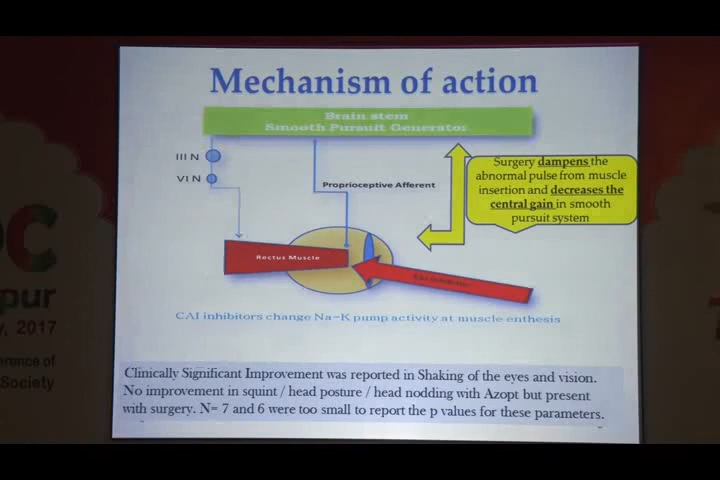 Mechanism of action
Brain stem
Smooth Pursuit Generator
III N
VI N
Proprioceptive Afferent
Surgery dampens the
abnormal pulse from muscle
insertion and decreases the
central gain in smooth
pursuit system
Rectus Muscle
CAI inhibitors change Na-K pump activity at muscle enthesis
Clinically Significant Improvement was reported in Shaking of the eyes and vision.
No improvement in squint / head posture / head nodding with Azopt but present
with surgery. N= 7 and 6 were too small to report the p values for these parameters.
C
pur
, 2017
erence of
Society